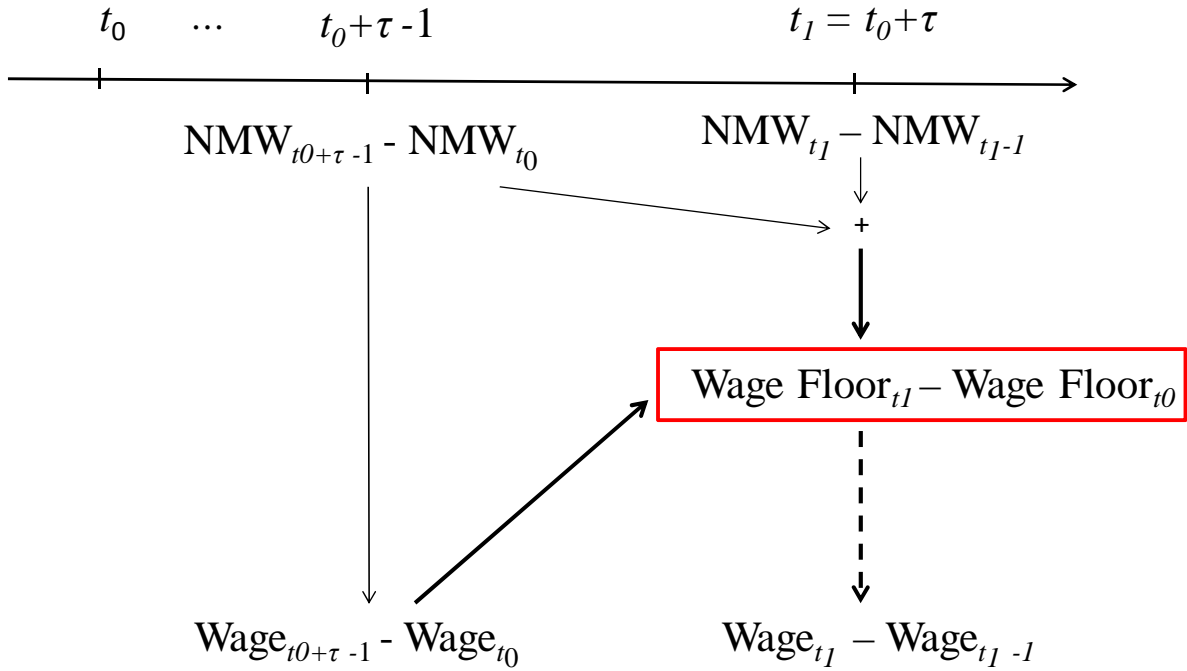 t0 ... t0+τ -1 t1 = t0+τ
NMWt0+τ -1 - NMWt0 NMWt1 – NMWt1-1
+
Wage Floort1 – Wage Floort0
Waget0+τ -1 - Waget0 Waget1 – Waget1 -1